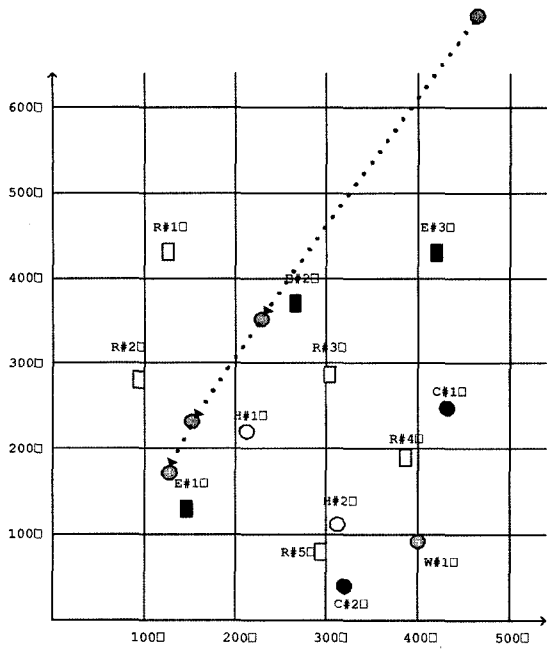 600□
500□
R#1□
E#3□
E#2□
400□
R#2□
R#3□
300□
C#1□
H#1□
R#4□
200□
E#1□
H#2□
100□
R#5□
W#1□
C#2□
100□ 200□ 300□ 400□ 500□